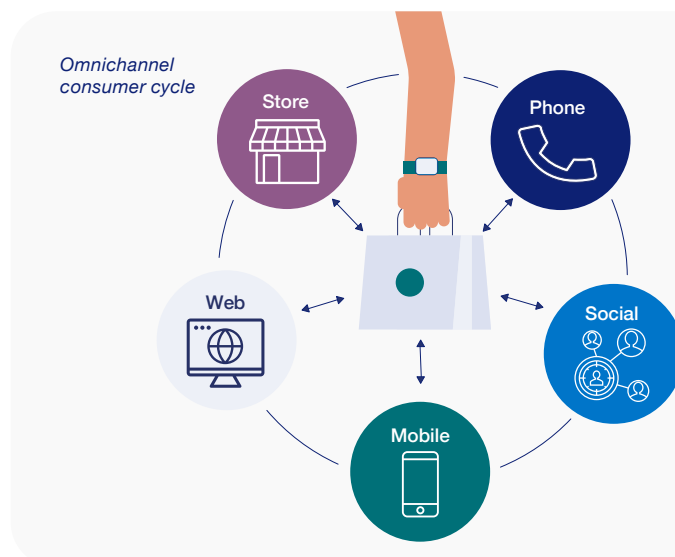 Omnichannel
consumer cycle
Store
Phone
Web
Social
Mobile